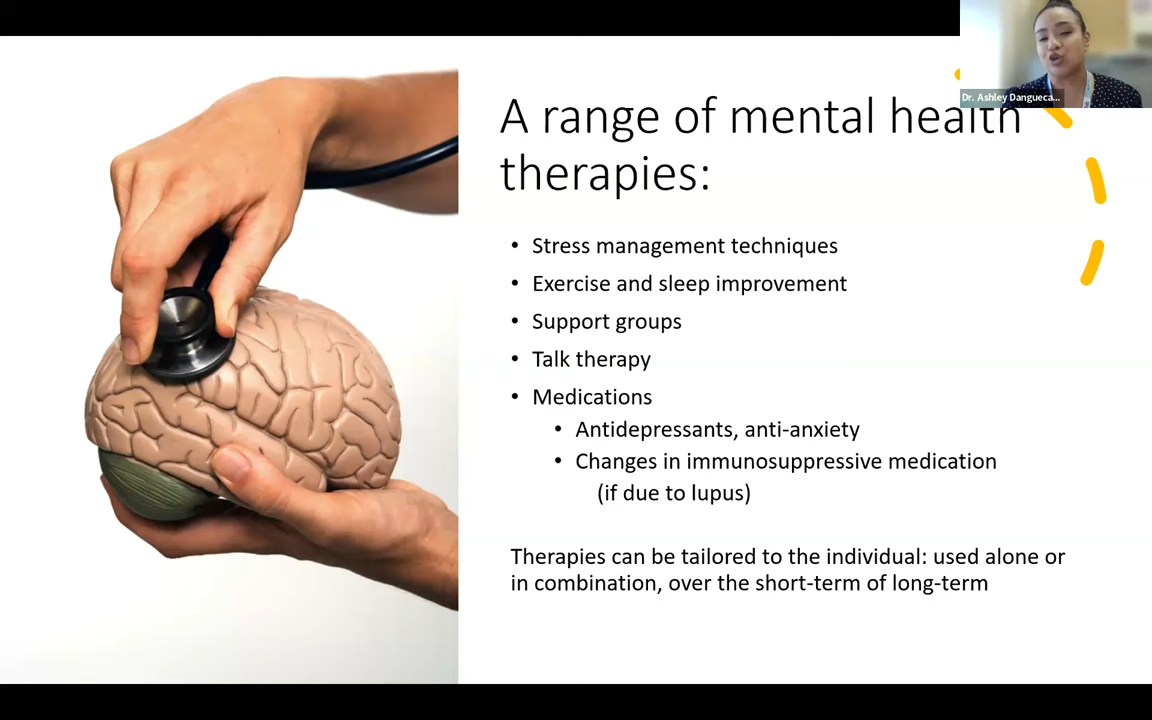 Dr. Ashley Dangueca...
A range of mental health
therapies:
• Stress management techniques
• Exercise and sleep improvement
• Support groups
• Talk therapy
• Medications
• Antidepressants, anti-anxiety
• Changes in immunosuppressive medication
(if due to lupus)
Therapies can be tailored to the individual: used alone or
in combination, over the short-term of long-term